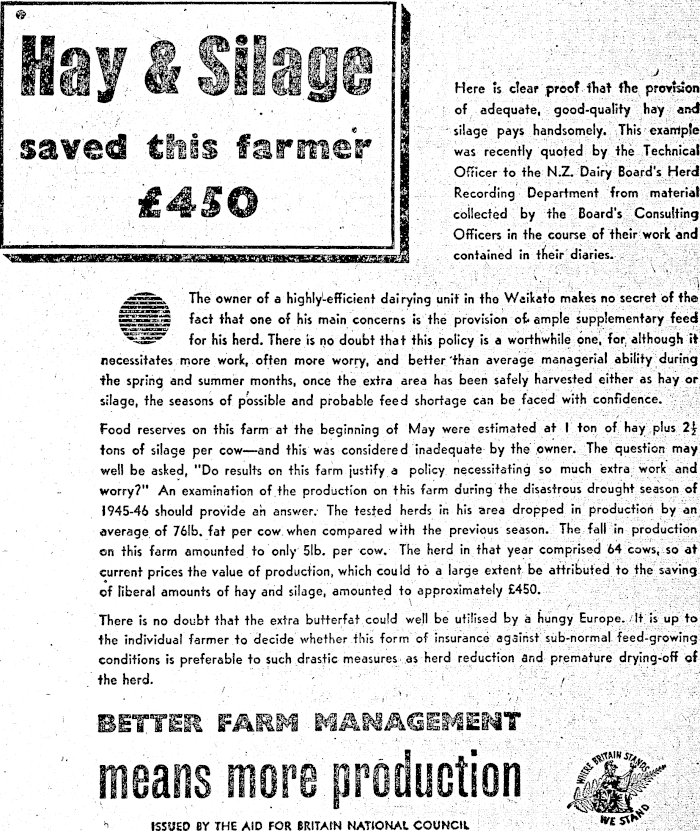 Hay & Silage
saved this farmer
£450
Here is clear proof that the provision
of adequate, good-quality hay and
silage pays handsomely. This example
was recently quoted by the Technical
Officer to the N.Z. Dairy Board's Herd
Recording Department from material
collected by the Board's Consulting
Officers in the course of their work and
contained in their diaries.
The owner of a highly-efficient dairying unit in the Waikato makes no secret of the
fact that one of his main concerns is the provision of ample supplementary feed
for his herd. There is no doubt that this policy is a worthwhile one, for, although it
necessitates more work, often more worry, and better than average managerial ability during
the spring and summer months, once the extra area has been safely harvested either as hay or
silage, the seasons of possible and probable feed shortage can be faced with confidence.
Food reserves on this farm at the beginning of May were estimated at 1 ton of hay plus 2½
tons of silage per cow—and this was considered inadequate by the owner. The question may
well be asked, "Do results on this farm justify a policy necessitating so much extra work and
worry?" An examination of the production on this farm during the disastrous drought season of
1945-46 should provide an answer. The tested herds in his area dropped in production by an
average of 76lb. fat per cow when compared with the previous season. The fall in production
on this farm amounted to only 5lb. per cow. The herd in that year comprised 64 cows, so at
current prices the value of production, which could to a large extent be attributed to the saving
of liberal amounts of hay and silage, amounted to approximately £450.
There is no doubt that the extra butterfat could well be utilised by a hungy Europe. It is up to
the individual farmer to decide whether this form of insurance against sub-normal feed-growing
conditions is preferable to such drastic measures as herd reduction and premature drying-off of
the herd.
BETTER FARM MANAGEMENT
means more production
WHERE BRITAIN STANDS
WE STAND
ISSUED BY THE AID FOR BRITAIN NATIONAL COUNCIL